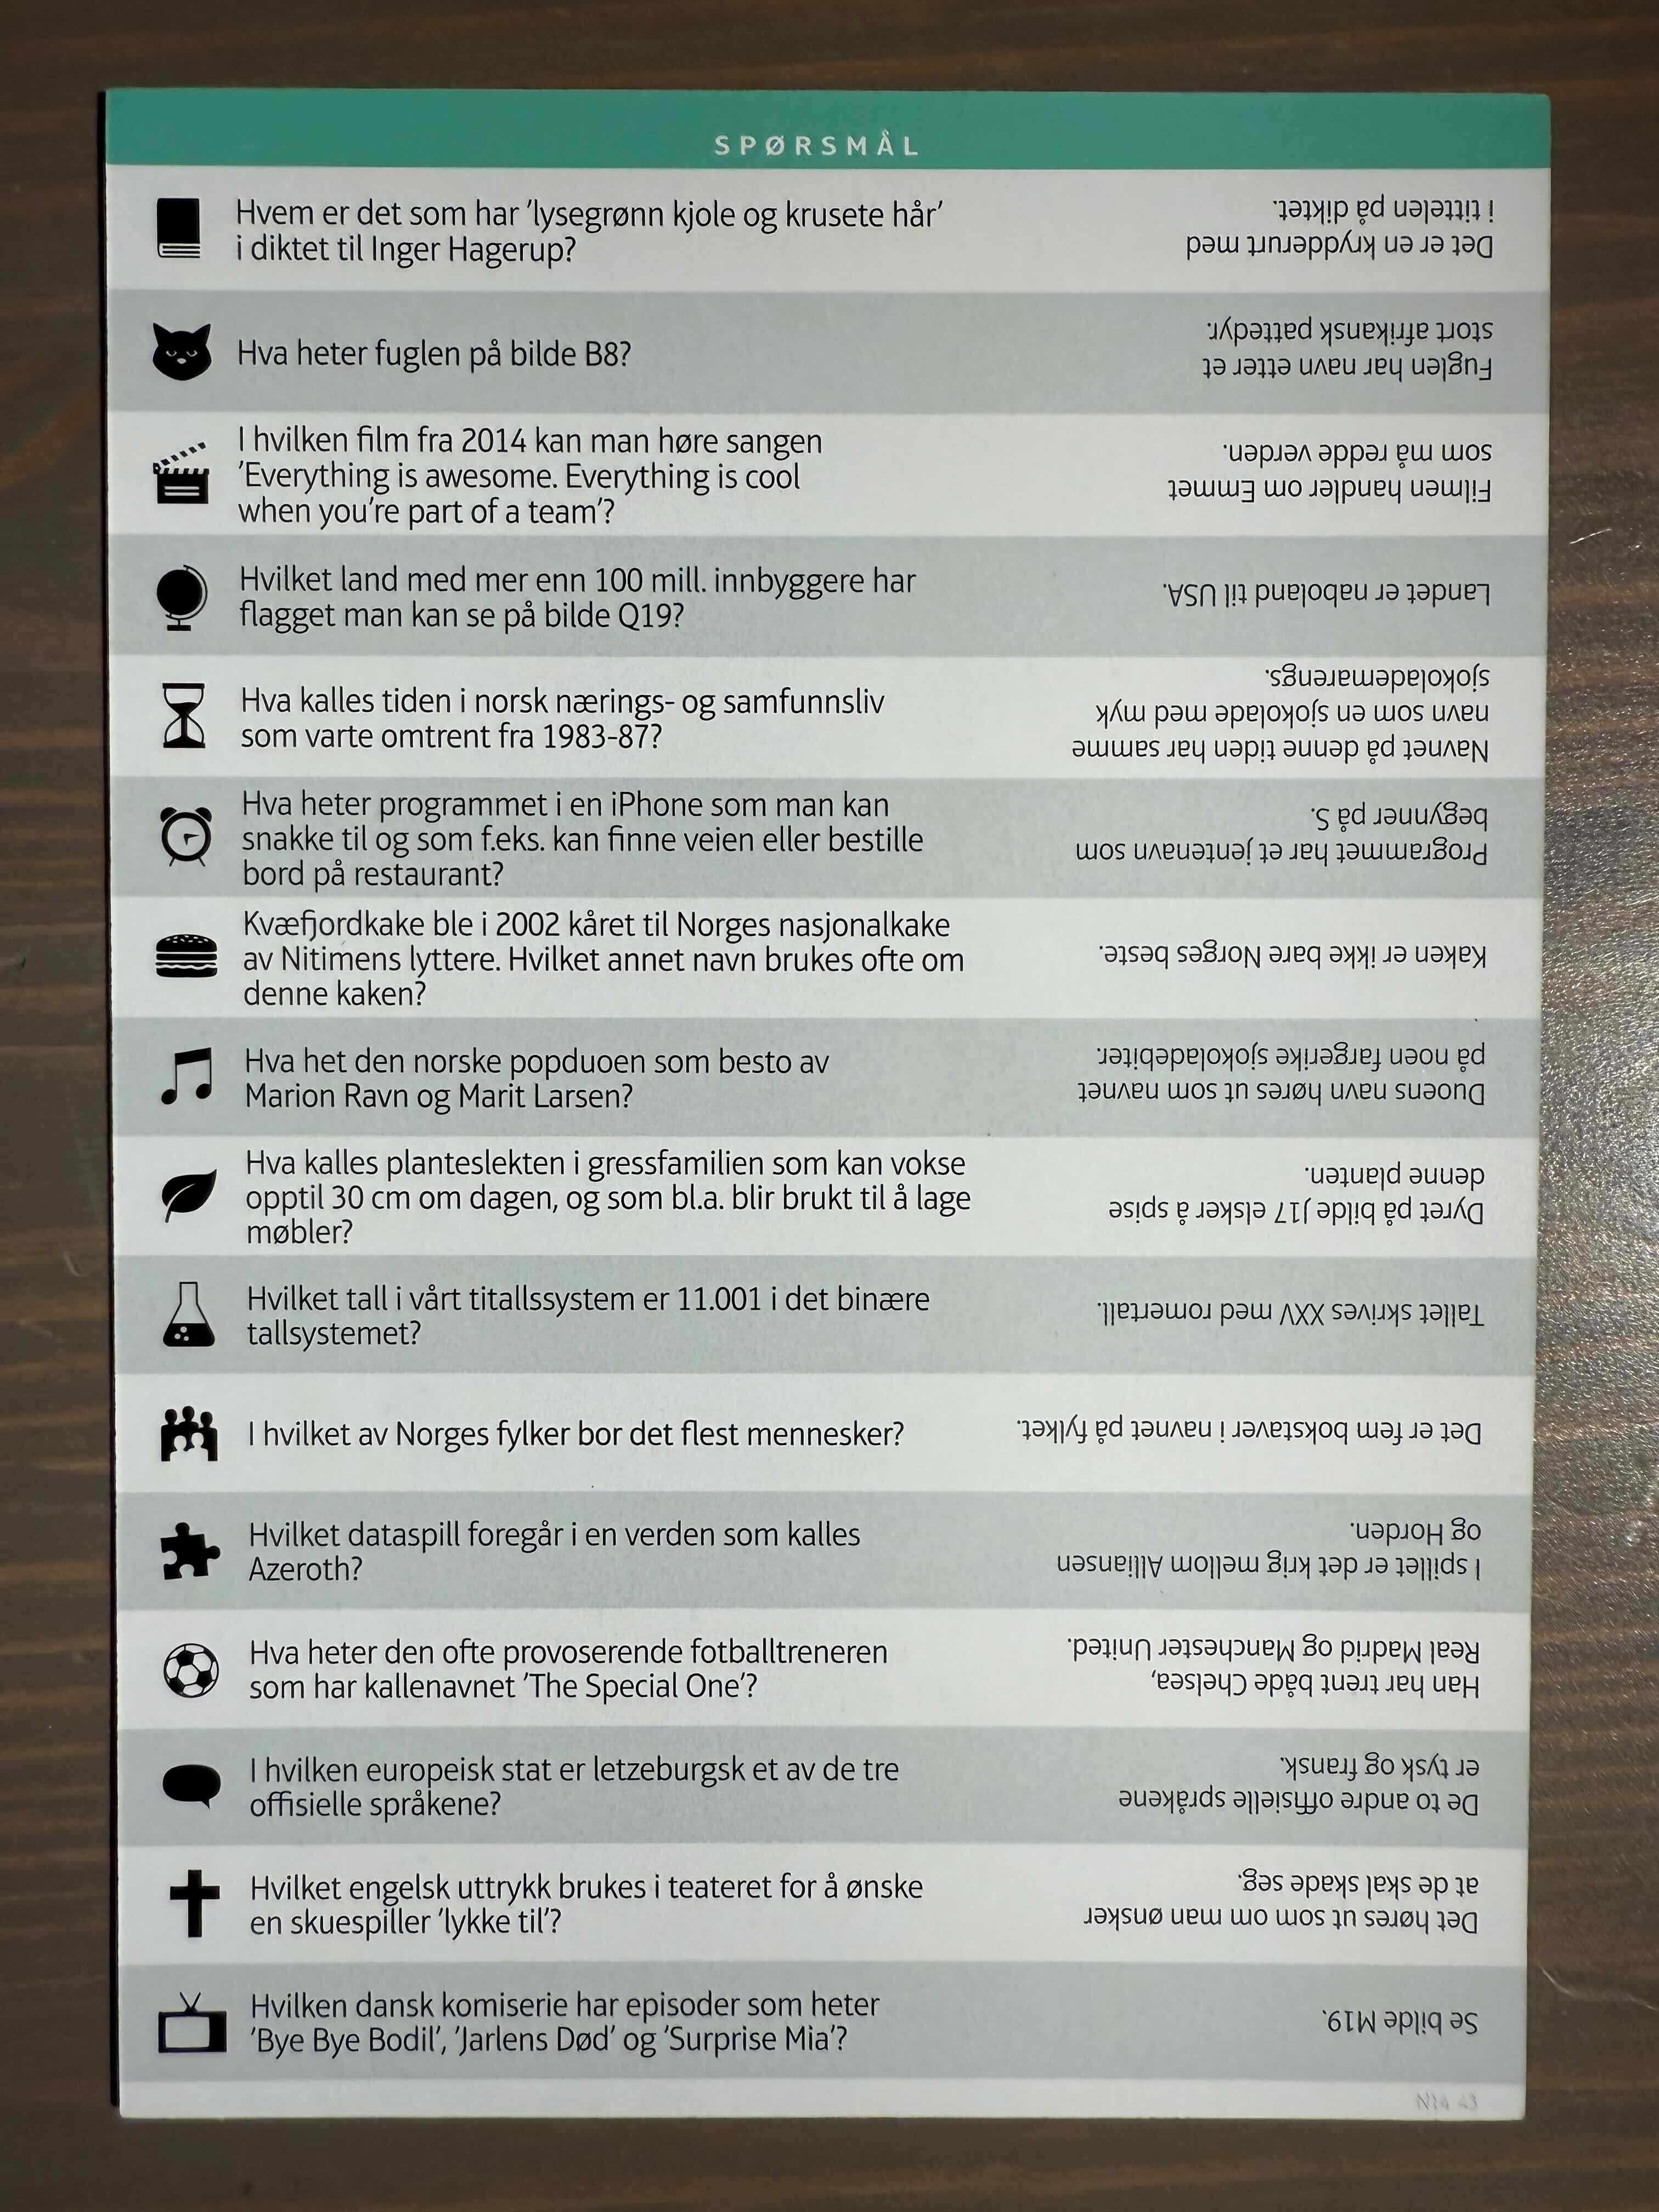 SPØRSMÅL
Hvem er det som har 'lysegrønn kjole og krusete hår'
i diktet til Inger Hagerup?
Det er en krydderurt med
i tittelen på diktet.
Hva heter fuglen på bilde B8?
Fuglen har navn etter et
stort afrikansk pattedyr.
I hvilken film fra 2014 kan man høre sangen
'Everything is awesome. Everything is cool
when you're part of a team'?
Filmen handler om Emmet
som må redde verden.
Hvilket land med mer enn 100 mill. innbyggere har
flagget man kan se på bilde Q19?
Landet er naboland til USA.
Hva kalles tiden i norsk nærings- og samfunnsliv
som varte omtrent fra 1983-87?
Navnet på denne tiden har samme
navn som en sjokolade med myk
sjokolademarengs.
Hva heter programmet i en iPhone som man kan
snakke til og som f.eks. kan finne veien eller bestille
bord på restaurant?
Programmet har et jentenavn som
begynner på S.
Kvæfjordkake ble i 2002 kåret til Norges nasjonalkake
av Nitimens lyttere. Hvilket annet navn brukes ofte om
denne kaken?
Kaken er ikke bare Norges beste.
Hva het den norske popduoen som besto av
Marion Ravn og Marit Larsen?
Duoens navn høres ut som navnet
på noen fargerike sjokoladebiter.
Hva kalles planteslekten i gressfamilien som kan vokse
opptil 30 cm om dagen, og som bl.a. blir brukt til å lage
møbler?
Dyret på bilde J17 elsker å spise
denne planten.
Hvilket tall i vårt titallssystem er 11.001 i det binære
tallsystemet?
Tallet skrives XXV med romertall.
I hvilket av Norges fylker bor det flest mennesker?
Det er fem bokstaver i navnet på fylket.
Hvilket dataspill foregår i en verden som kalles
Azeroth?
I spillet er det krig mellom Alliansen
og Horden.
Hva heter den ofte provoserende fotballtreneren
som har kallenavnet 'The Special One'?
Han har trent både Chelsea,
Real Madrid og Manchester United.
I hvilken europeisk stat er letzeburgsk et av de tre
offisielle språkene?
De to andre offisielle språkene
er tysk og fransk.
Hvilket engelsk uttrykk brukes i teateret for å ønske
en skuespiller 'lykke til'?
Det høres ut som om man ønsker
at de skal skade seg.
Hvilken dansk komiserie har episoder som heter
'Bye Bye Bodil', 'Jarlens Død' og 'Surprise Mia'?
Se bilde M19.